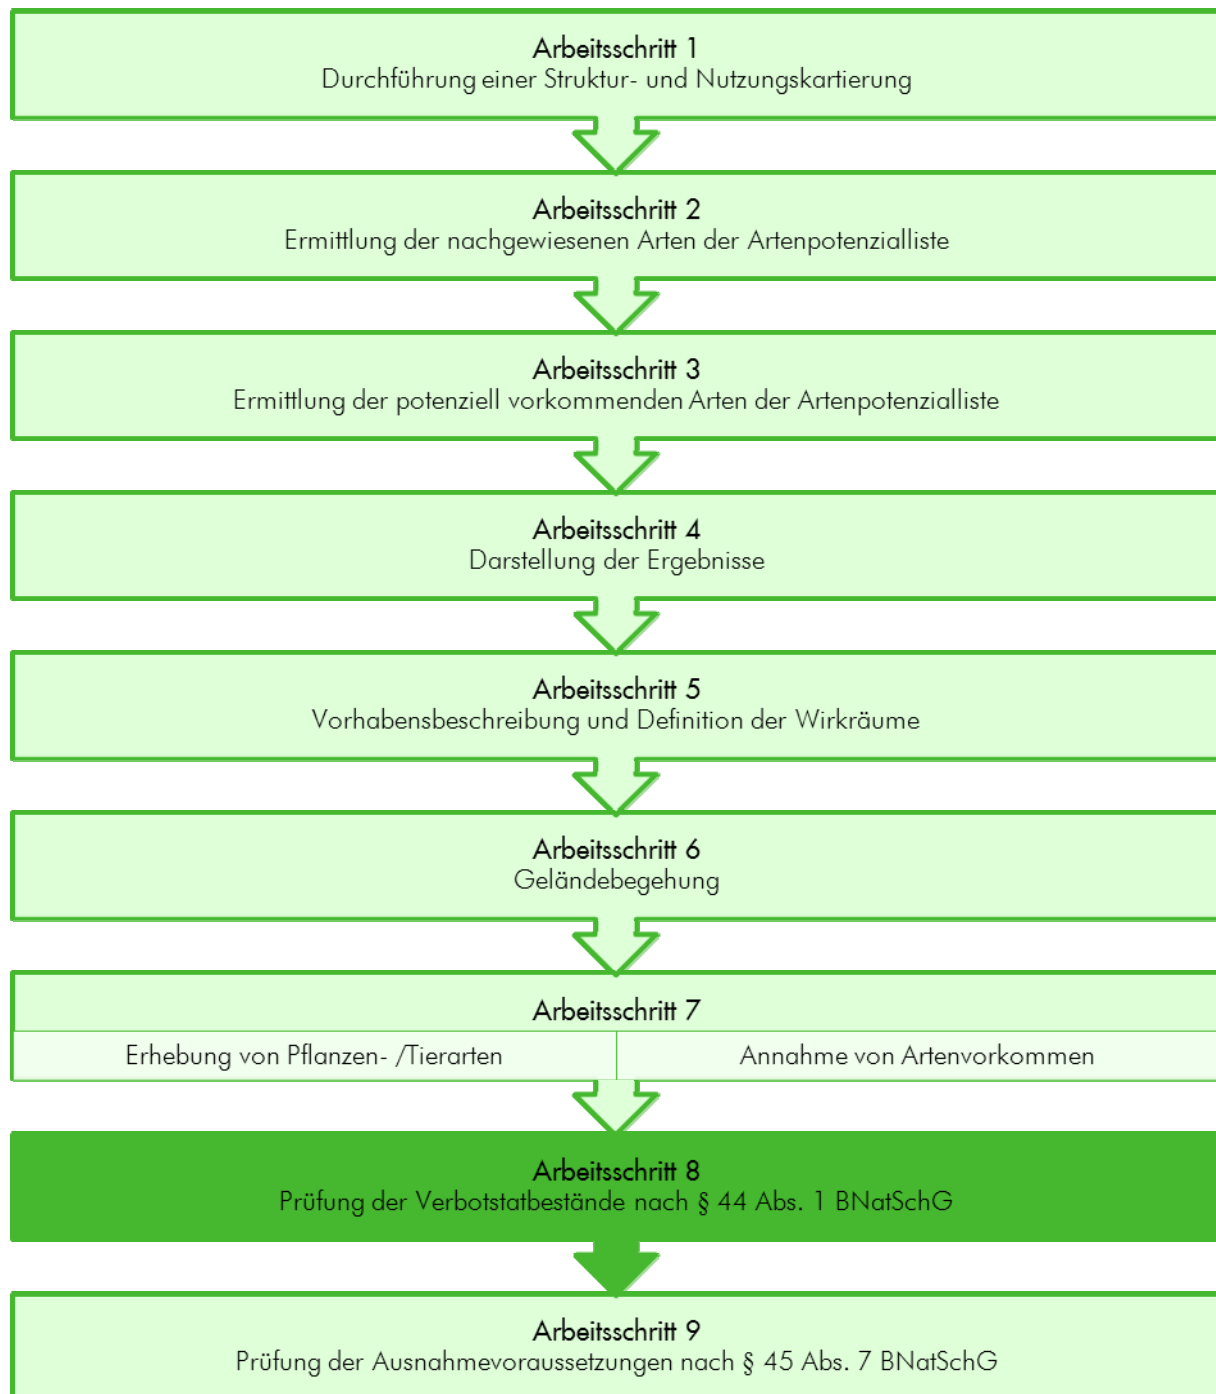 Arbeitsschritt 1
Durchführung einer Struktur- und Nutzungskartierung
Arbeitsschritt 2
Ermittlung der nachgewiesenen Arten der Artenpotenzialliste
Arbeitsschritt 3
Ermittlung der potenziell vorkommenden Arten der Artenpotenzialliste
Arbeitsschritt 4
Darstellung der Ergebnisse
Arbeitsschritt 5
Vorhabensbeschreibung und Definition der Wirkräume
Arbeitsschritt 6
Geländebegehung
Arbeitsschritt 7
Erhebung von Pflanzen- /Tierarten
Annahme von Artenvorkommen
Arbeitsschritt 8
Prüfung der Verbotstatbestände nach § 44 Abs. 1 BNatSchG
Arbeitsschritt 9
Prüfung der Ausnahmevoraussetzungen nach § 45 Abs. 7 BNatSchG